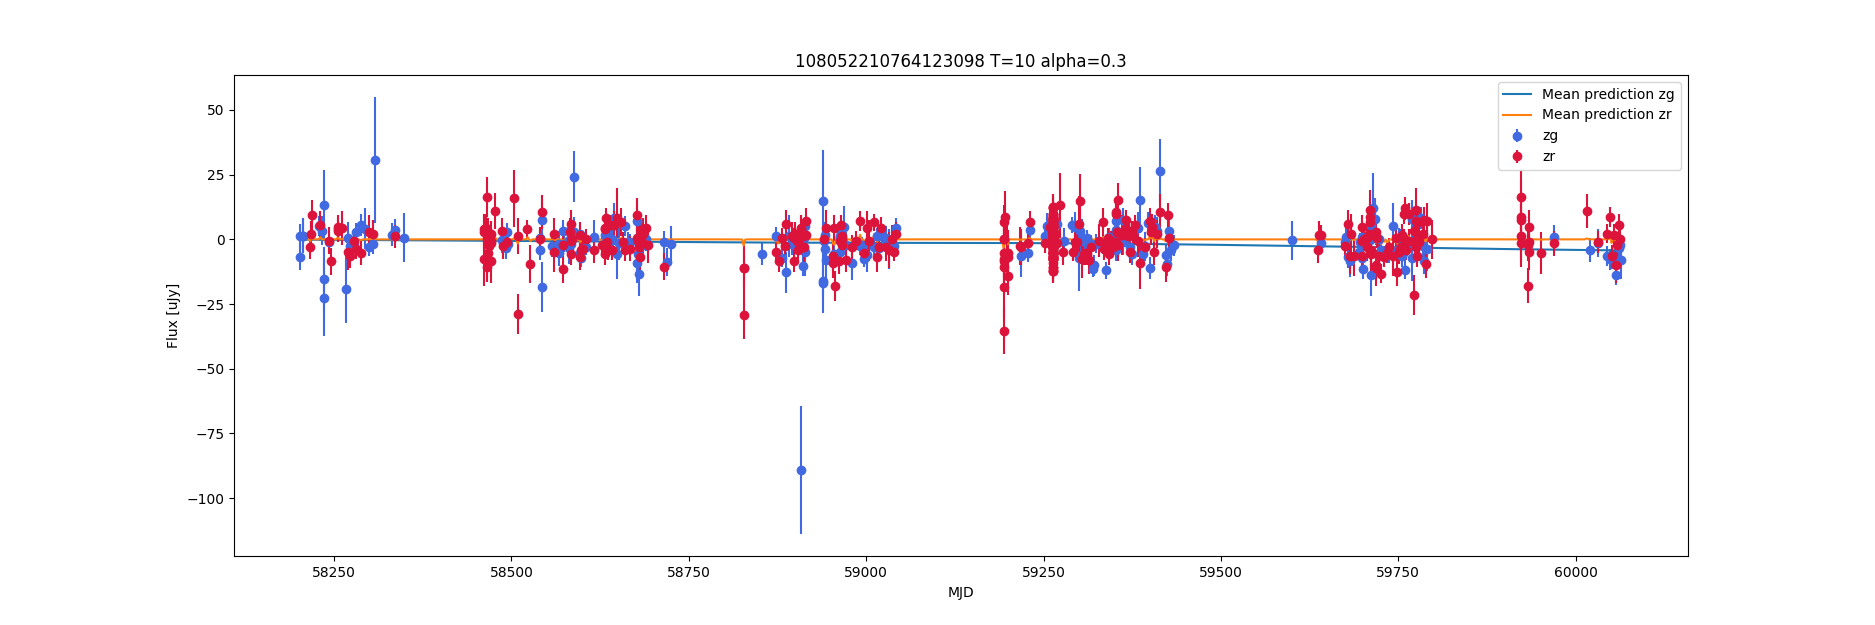 108052210764123098 T=10 alpha=0.3
Mean prediction zg
Mean prediction zr
zg
zr
50
25
0
−25
−50
−75
−100
Flux [uJy]
58250 58500 58750 59000 59250 59500 59750 60000
MJD